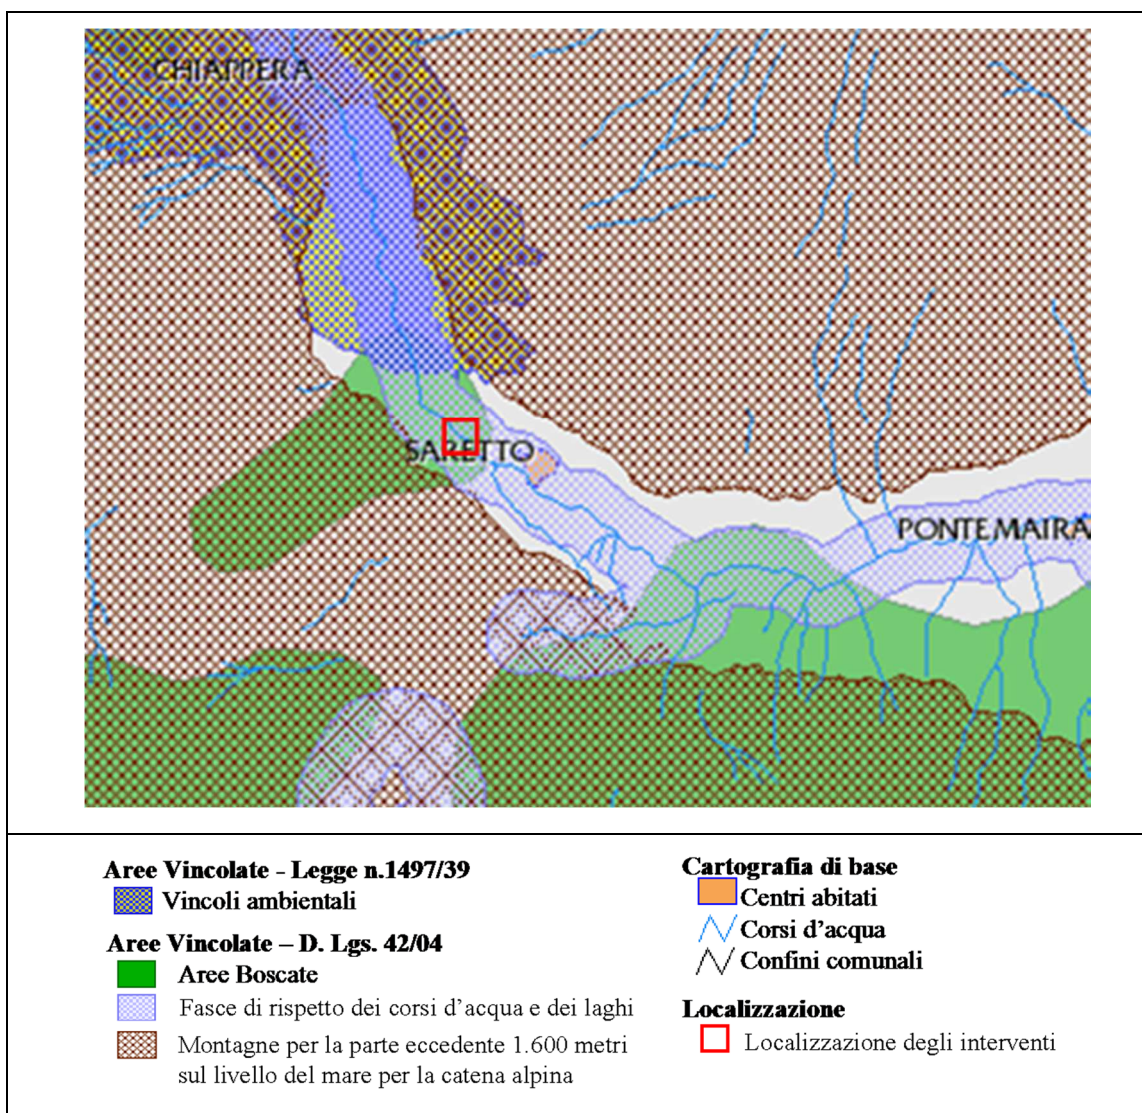 CHIAPPERA
SARETTO
PONTEMAIRA
Aree Vincolate - Legge n.1497/39
Vincoli ambientali
Aree Vincolate – D. Lgs. 42/04
Aree Boscate
Fasce di rispetto dei corsi d'acqua e dei laghi
Montagne per la parte eccedente 1.600 metri
sul livello del mare per la catena alpina
Cartografia di base
Centri abitati
Corsi d'acqua
Confini comunali
Localizzazione
Localizzazione degli interventi